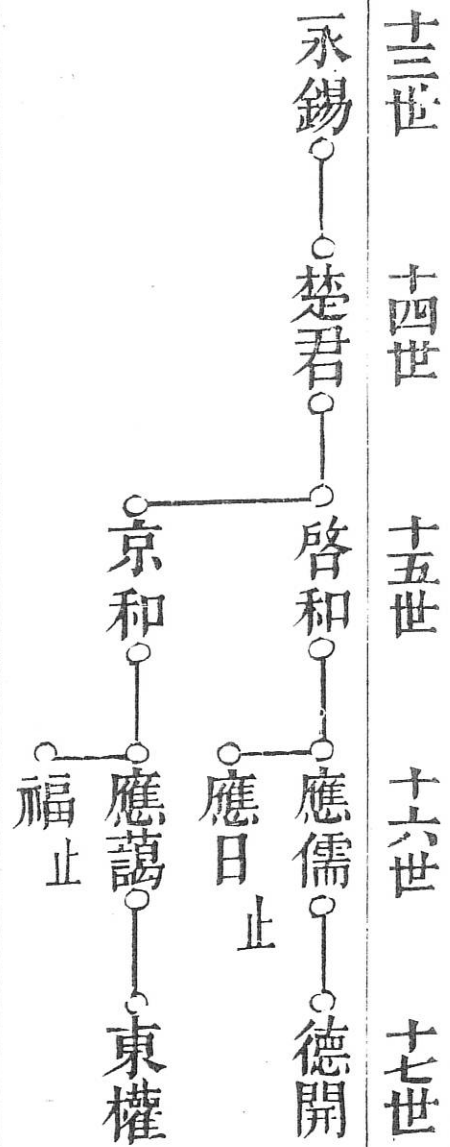 十三世
十四世
十五世
十六世
十七世
永錫
楚君
啓和
應儒
德開
應日
止
京和
應藹
東權
福
止